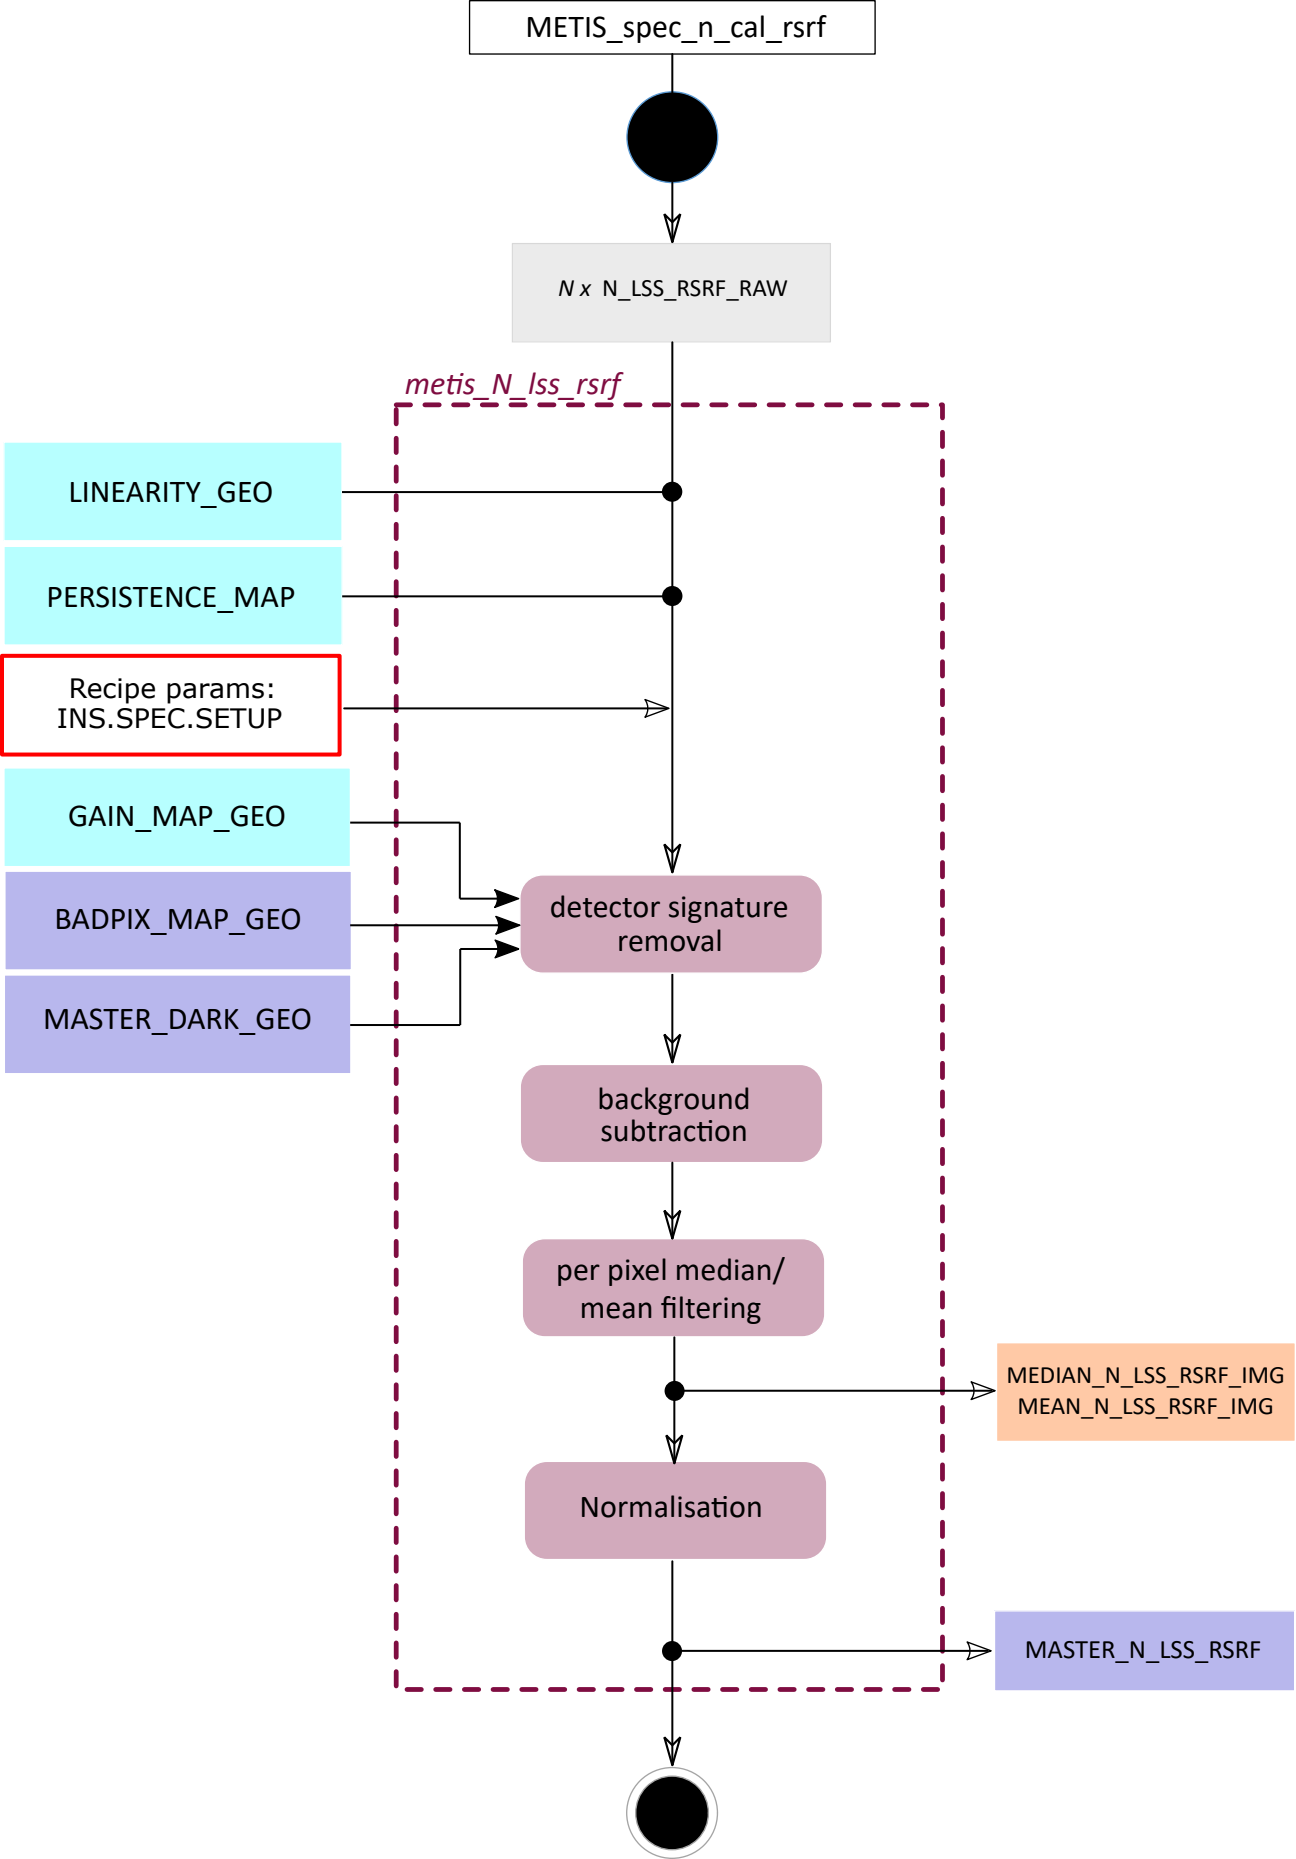 METIS_spec_n_cal_rsrf
N x N_LSS_RSRF_RAW
metis_N_lss_rsrf
LINEARITY_GEO
PERSISTENCE_MAP
Recipe params:
INS.SPEC.SETUP
GAIN_MAP_GEO
BADPIX_MAP_GEO
MASTER_DARK_GEO
detector signature
removal
background
subtraction
per pixel median/
mean filtering
MEDIAN_N_LSS_RSRF_IMG
MEAN_N_LSS_RSRF_IMG
Normalisation
MASTER_N_LSS_RSRF